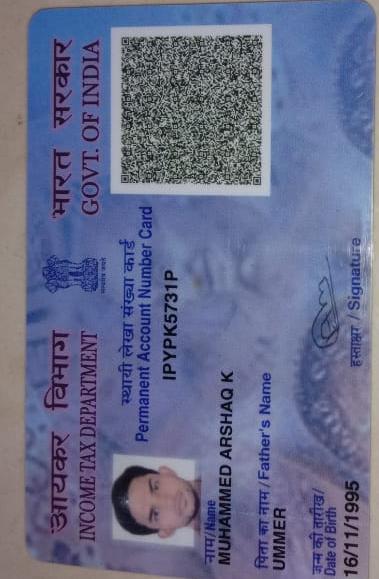 आयकर विभाग
INCOME TAX DEPARTMENT
भारत सरकार
GOVT. OF INDIA
सत्यमेव जयते
स्थायी लेखा संख्या कार्ड
Permanent Account Number Card
IPYPK5731P
नाम / Name
MUHAMMED ARSHAQ K
पिता का नाम / Father's Name
UMMER
जन्म की तारीख /
Date of Birth
16/11/1995
हस्ताक्षर / Signature